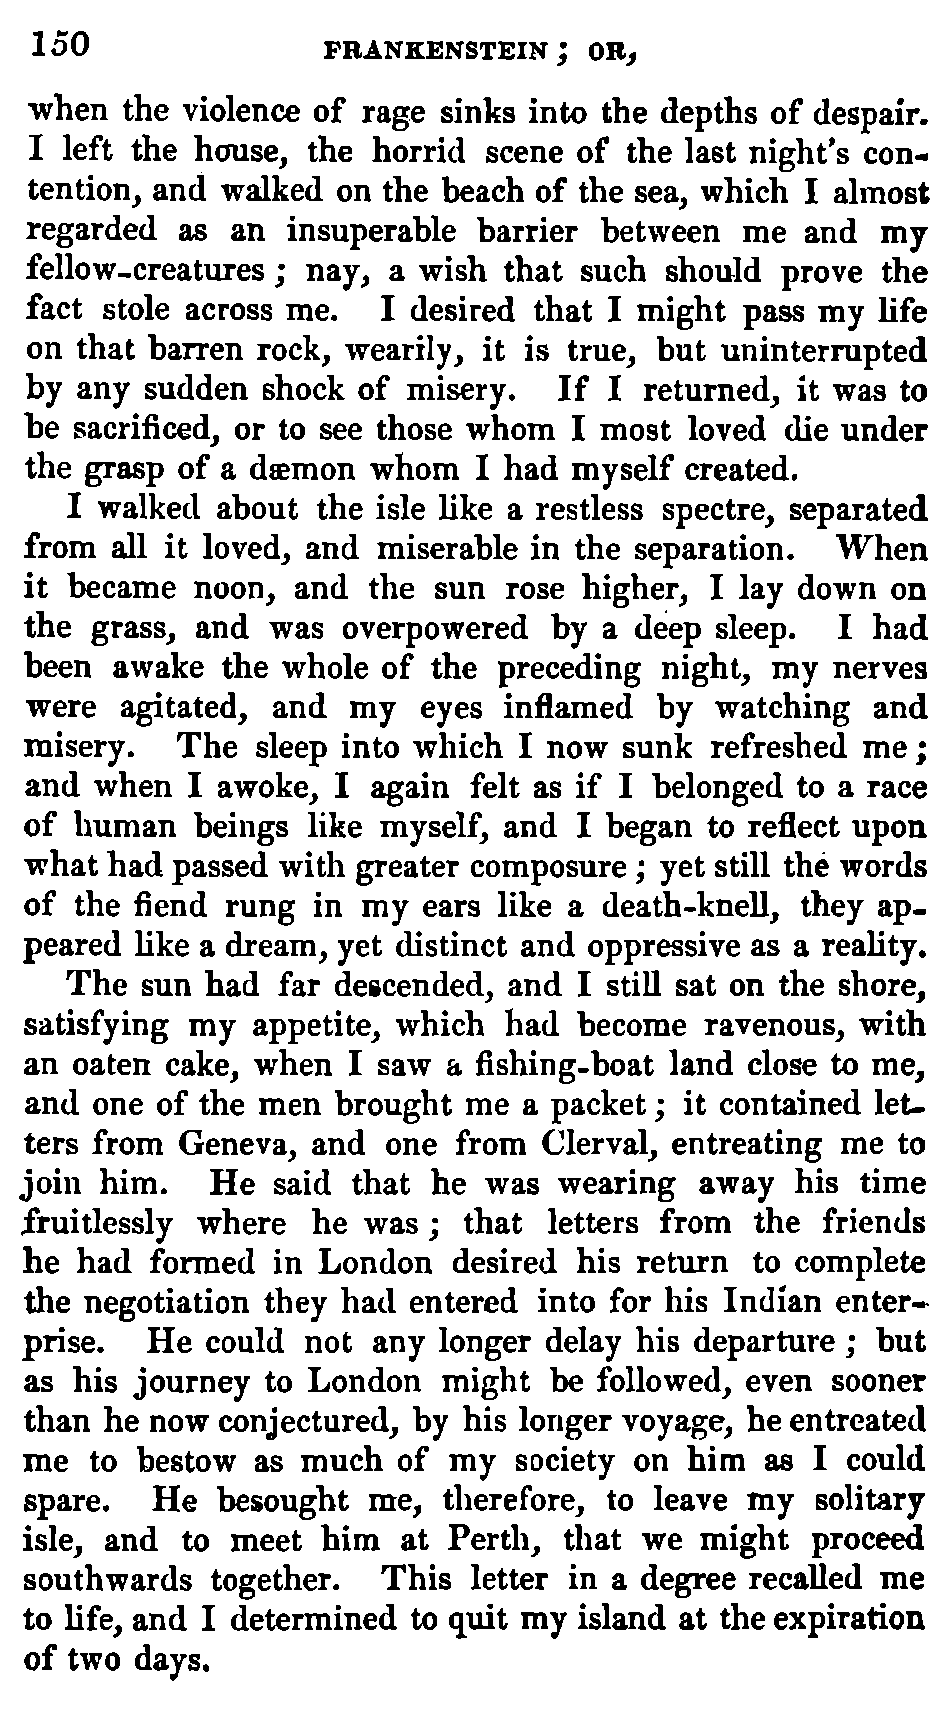 150 FRANKENSTEIN; OR,
when the violence of rage sinks into the depths of despair.
I left the house, the horrid scene of the last night's con-
tention, and walked on the beach of the sea, which I almost
regarded as an insuperable barrier between me and my
fellow-creatures; nay, a wish that such should prove the
fact stole across me. I desired that I might pass my life
on that barren rock, wearily, it is true, but uninterrupted
by any sudden shock of misery. If I returned, it was to
be sacrificed, or to see those whom I most loved die under
the grasp of a dæmon whom I had myself created.
I walked about the isle like a restless spectre, separated
from all it loved, and miserable in the separation. When
it became noon, and the sun rose higher, I lay down on
the grass, and was overpowered by a deep sleep. I had
been awake the whole of the preceding night, my nerves
were agitated, and my eyes inflamed by watching and
misery. The sleep into which I now sunk refreshed me;
and when I awoke, I again felt as if I belonged to a race
of human beings like myself, and I began to reflect upon
what had passed with greater composure; yet still the words
of the fiend rung in my ears like a death-knell, they ap-
peared like a dream, yet distinct and oppressive as a reality.
The sun had far descended, and I still sat on the shore,
satisfying my appetite, which had become ravenous, with
an oaten cake, when I saw a fishing-boat land close to me,
and one of the men brought me a packet; it contained let-
ters from Geneva, and one from Clerval, entreating me to
join him. He said that he was wearing away his time
fruitlessly where he was; that letters from the friends
he had formed in London desired his return to complete
the negotiation they had entered into for his Indian enter-
prise. He could not any longer delay his departure; but
as his journey to London might be followed, even sooner
than he now conjectured, by his longer voyage, he entreated
me to bestow as much of my society on him as I could
spare. He besought me, therefore, to leave my solitary
isle, and to meet him at Perth, that we might proceed
southwards together. This letter in a degree recalled me
to life, and I determined to quit my island at the expiration
of two days.